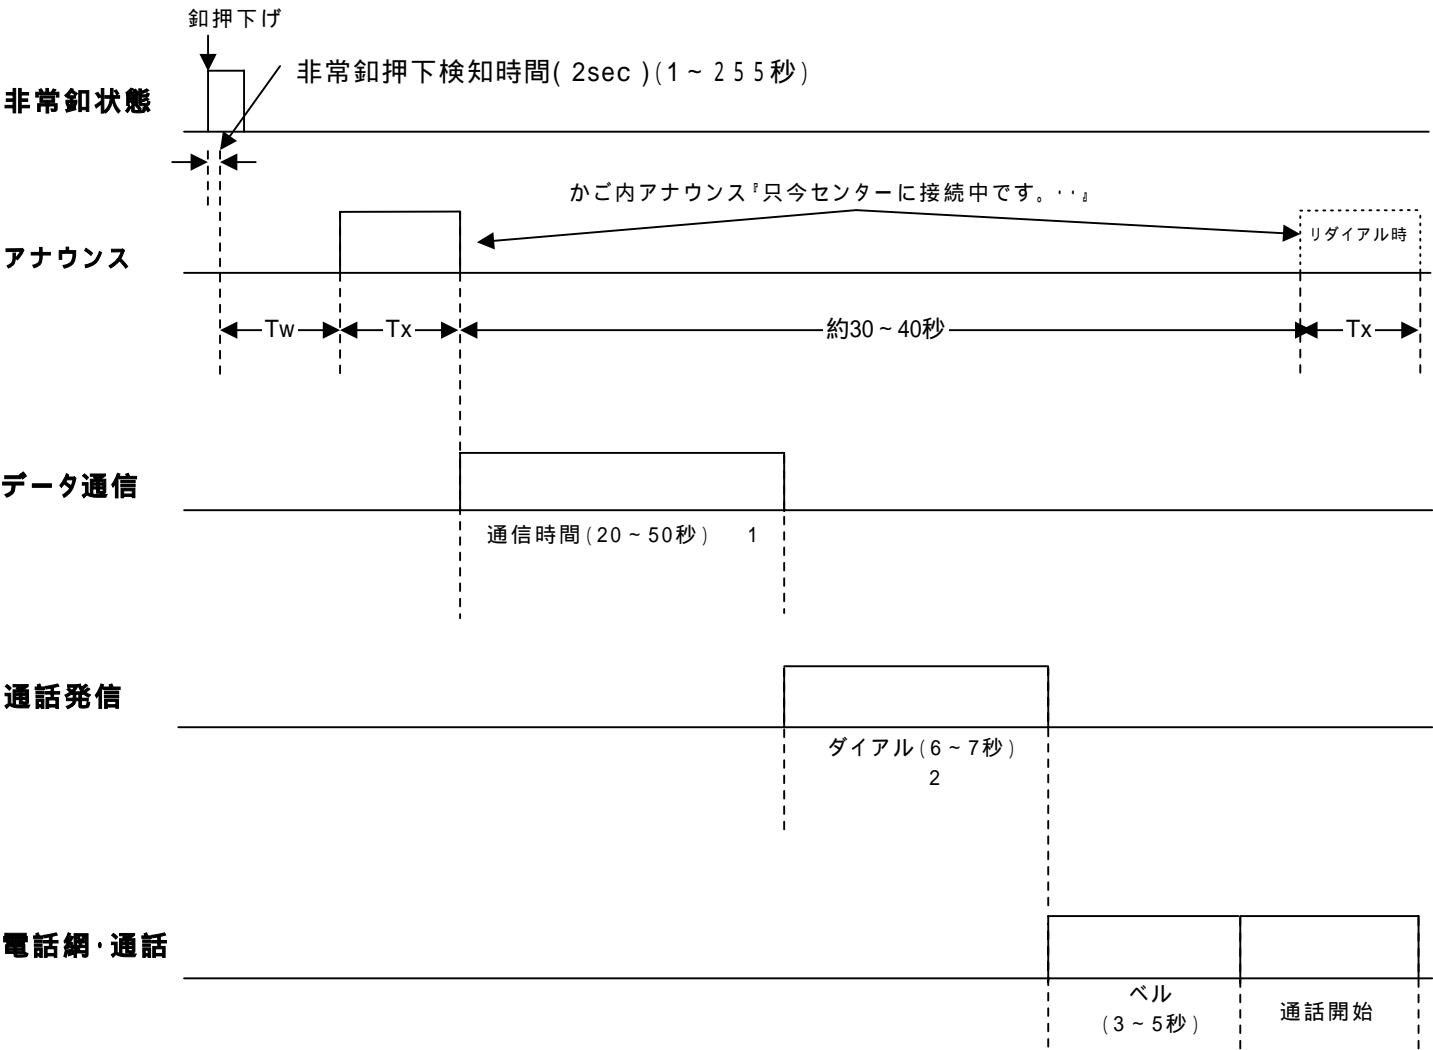 釦押下げ
非常釦押下検知時間( 2sec )(1~255秒)
非常釦状態
かご内アナウンス『只今センターに接続中です。‥』
リダイアル時
アナウンス
Tw
Tx
約30~40秒
Tx
データ通信
通信時間(20~50秒) 1
通話発信
ダイアル(6~7秒)
2
電話網・通話
ベル
(3~5秒)
通話開始